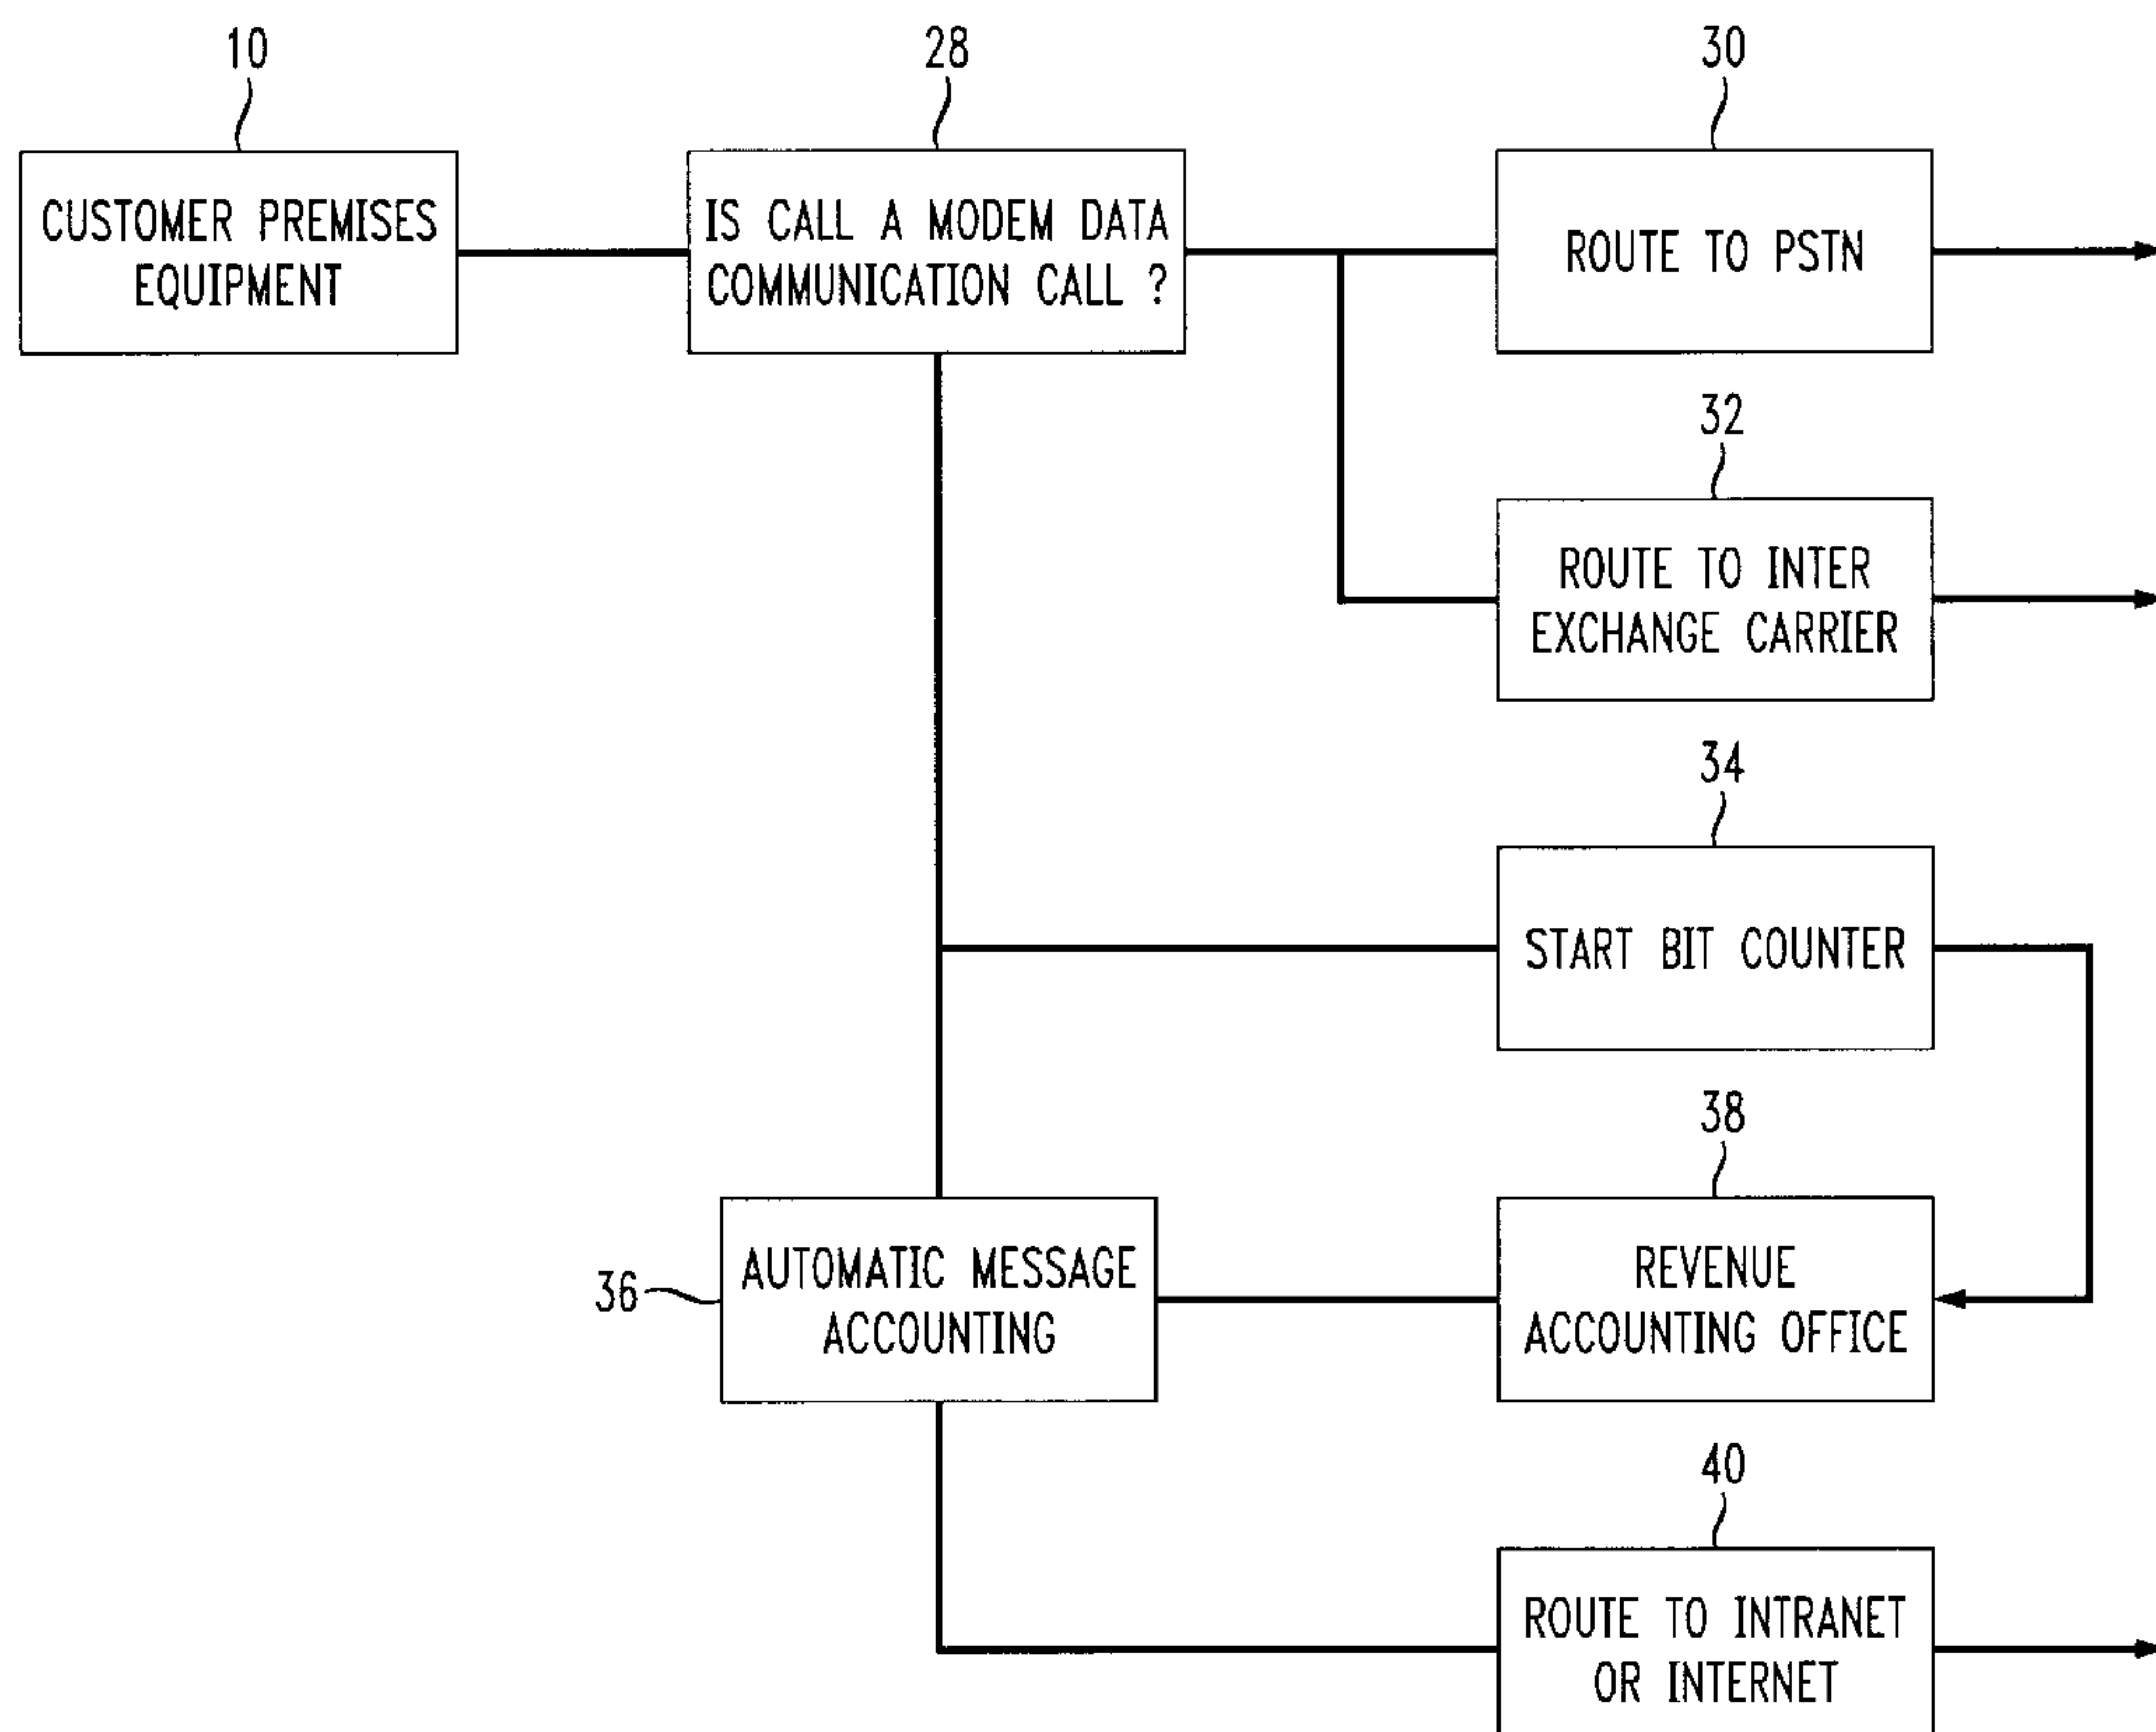 10
28
30
CUSTOMER PREMISES
EQUIPMENT
IS CALL A MODEM DATA
COMMUNICATION CALL ?
ROUTE TO PSTN
32
ROUTE TO INTER
EXCHANGE CARRIER
34
START BIT COUNTER
38
36
AUTOMATIC MESSAGE
ACCOUNTING
REVENUE
ACCOUNTING OFFICE
40
ROUTE TO INTRANET
OR INTERNET